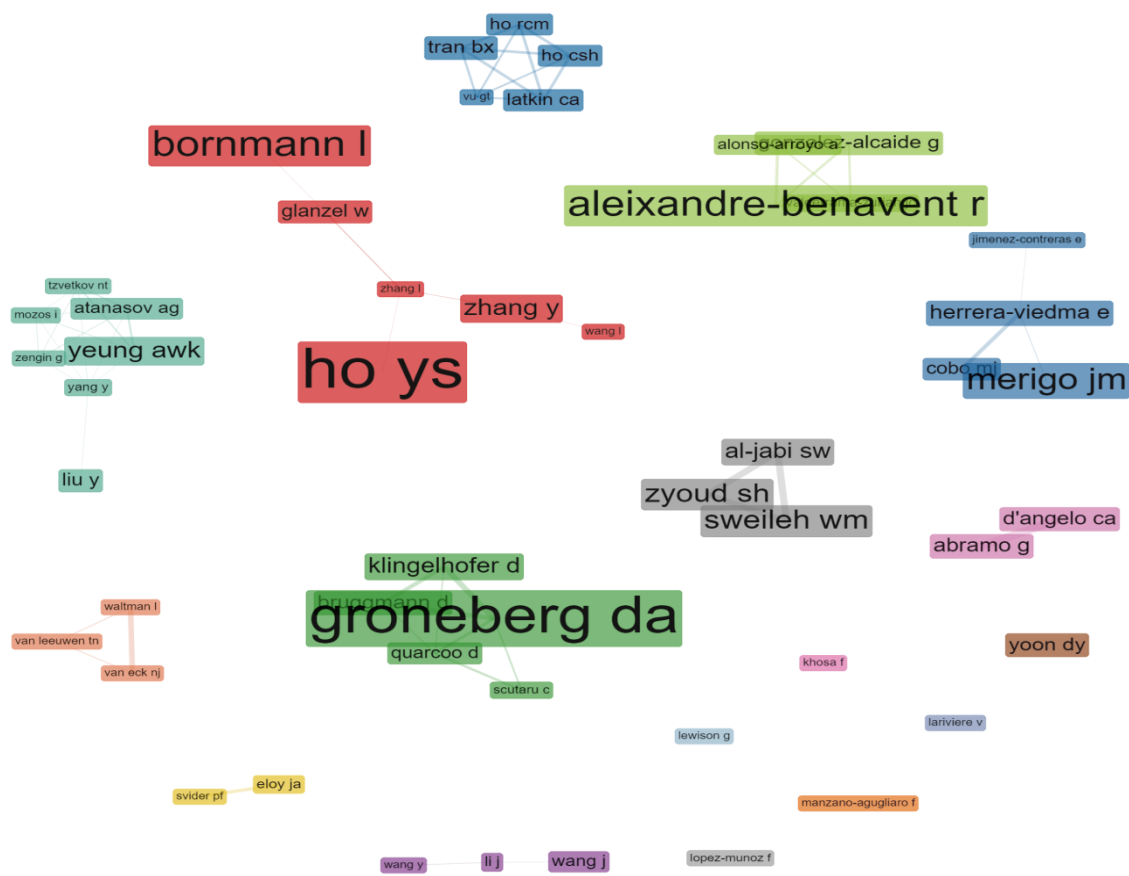 ho rcm
tran bx
ho csh
vu gt
latkin ca
bornmann l
alonso-arroyo a
gonzalez-alcaide g
aleixandre-benavent r
glanzel w
jimenez-contreras e
tzvetkov nt
zhang l
mozos i
atanasov ag
zhang y
herrera-viedma e
wang l
zengin g
yeung awk
ho ys
cobo mj
merigo jm
yang y
al-jabi sw
liu y
zyoud sh
sweileh wm
d'angelo ca
abramo g
klingelhofer d
bruggmann d
groneberg da
waltman l
van leeuwen tn
quarcoo d
yoon dy
van eck nj
khosa f
scutaru c
lariviere v
lewison g
eloy ja
svider pf
manzano-agugliaro f
wang y
li j
wang j
lopez-munoz f